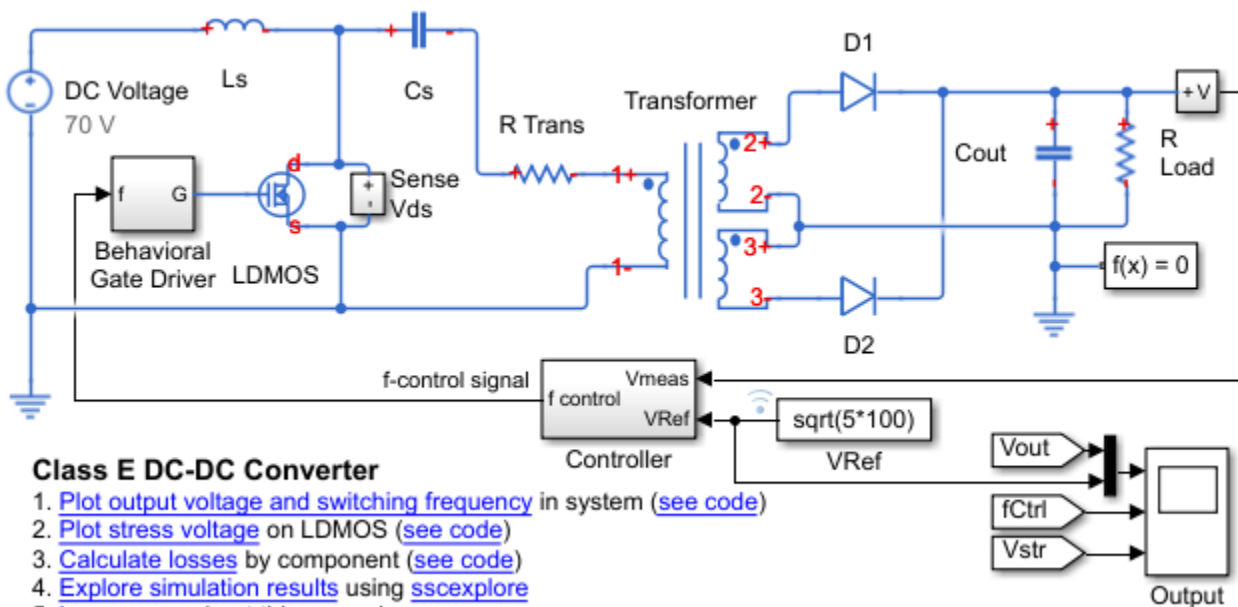 +
-
Ls
+
-
Cs
D1
DC Voltage
70 V
+
-
Transformer
R Trans
+
-
1+
1-
2+
2-
3+
3-
+V
Cout
+
-
+
-
R
Load
f
G
d
s
+
-
Sense
Vds
Behavioral
Gate Driver
LDMOS
f(x) = 0
D2
f-control signal
f control
Vmeas
VRef
Controller
sqrt(5*100)
VRef
Vout
fCtrl
Vstr
Output
Class E DC-DC Converter
1. Plot output voltage and switching frequency in system (see code)
2. Plot stress voltage on LDMOS (see code)
3. Calculate losses by component (see code)
4. Explore simulation results using sscexplore